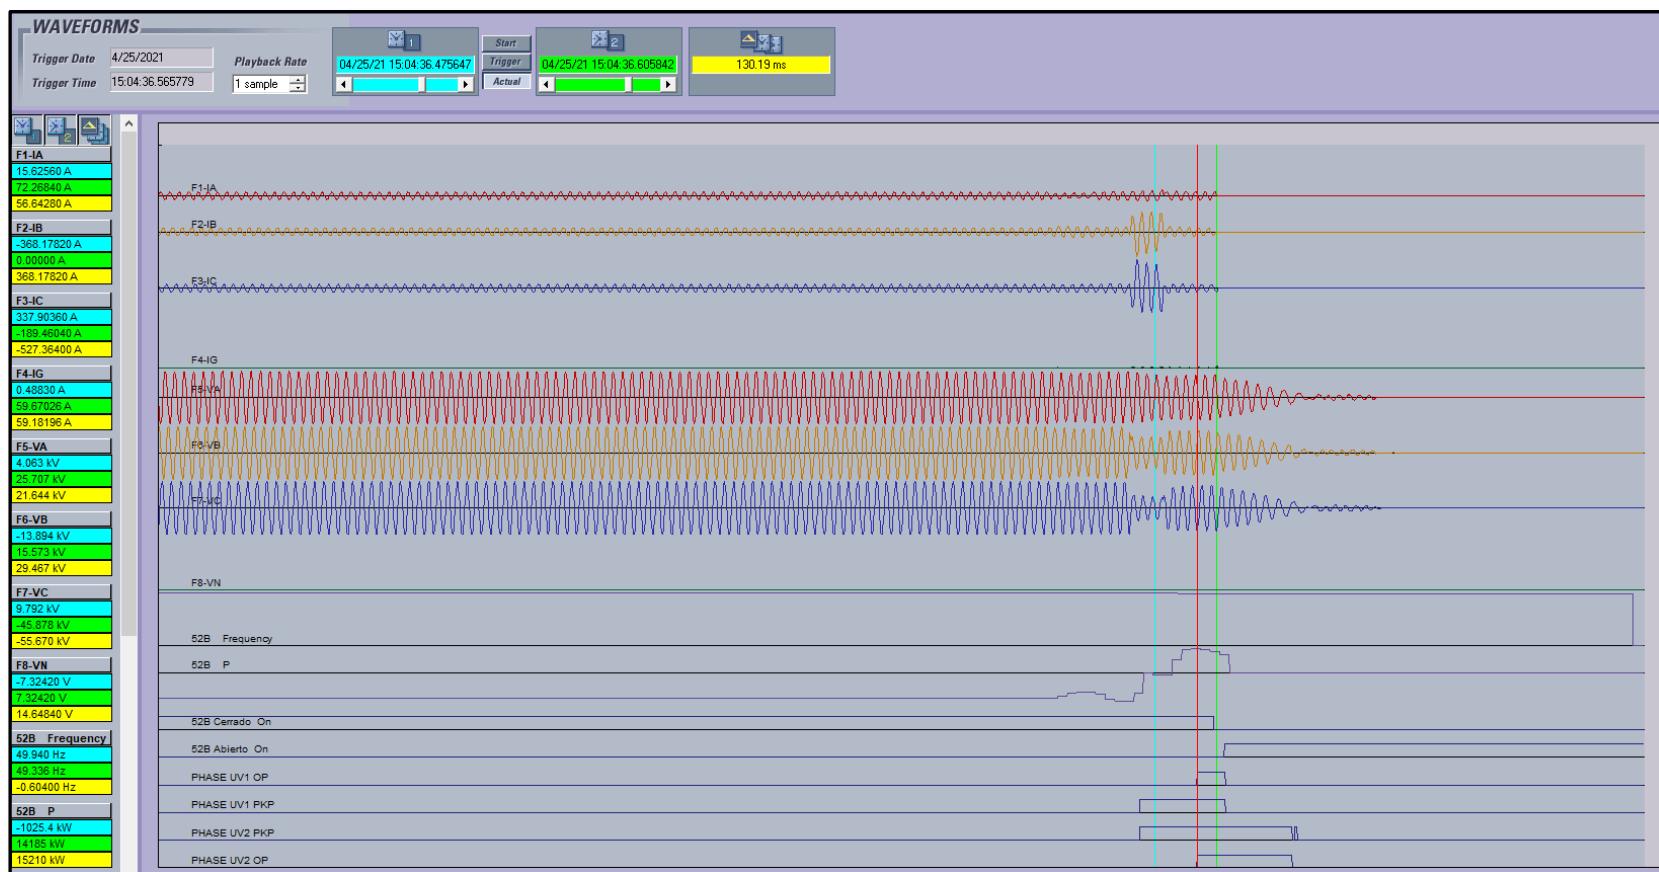 WAVEFORMS
Trigger Date 4/25/2021
Trigger Time 15:04:36.565779
Playback Rate
1 sample
1
04/25/21 15:04:36.475647
Start
Trigger
Actual
2
04/25/21 15:04:36.605842
130.19 ms
1
2
F1-IA
15.62560 A
72.26840 A
56.64280 A
F2-IB
-368.17820 A
0.00000 A
368.17820 A
F3-IC
337.90360 A
-189.46040 A
-527.36400 A
F4-IG
0.48830 A
59.67026 A
59.18196 A
F5-VA
4.063 kV
25.707 kV
21.644 kV
F6-VB
-13.894 kV
15.573 kV
29.467 kV
F7-VC
9.792 kV
-45.878 kV
-55.670 kV
F8-VN
-7.32420 V
7.32420 V
14.64840 V
52B Frequency
49.940 Hz
49.336 Hz
-0.60400 Hz
52B P
-1025.4 kW
14185 kW
15210 kW
F1-IA
F2-IB
F3-IC
F4-IG
F5-VA
F6-VB
F7-VC
F8-VN
52B Frequency
52B P
52B Cerrado On
52B Abierto On
PHASE UV1 OP
PHASE UV1 PKP
PHASE UV2 PKP
PHASE UV2 OP